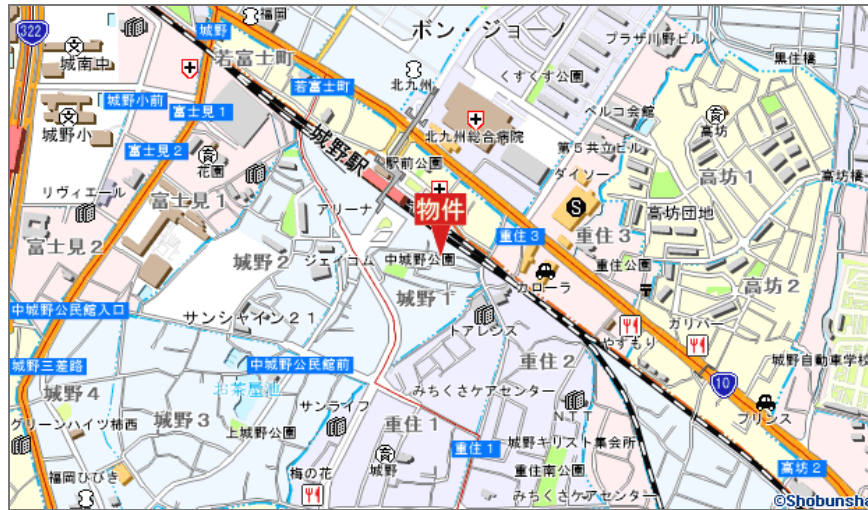 322
福岡
城野
ボン・ジョーノ
プラザ川野ビル
黒住橋
城南中
若富士町
若富士町
北九州
くすくす公園
城野小前
富士見1
ベルコ会館
高坊
城野小
北九州総合病院
富士見2
城野駅
駅前公園
第5共立ビル
高坊1
花園
ダイソー
高坊橋
リヴィエール
富士見1
アリーナ
物件
S
高坊団地
重住3
重住3
富士見2
城野2
ジェイコム
中城野公園
重住公園
高坊2
城野1
カローラ
中城野公民館入口
サンシャイン21
トアレンス
ガリバー
やすもり
城野三差路
中城野公民館前
重住2
城野自動車学校
お茶屋池
みちくさケアセンター
10
城野4
城野3
サンライフ
重住1
NTT
プリンス
グリーンハイツ柿西
上城野公園
重住1
城野キリスト集会所
福岡ひびき
梅の花
城野
重住南公園
高坊2
みちくさケアセンター
©Shobunsha